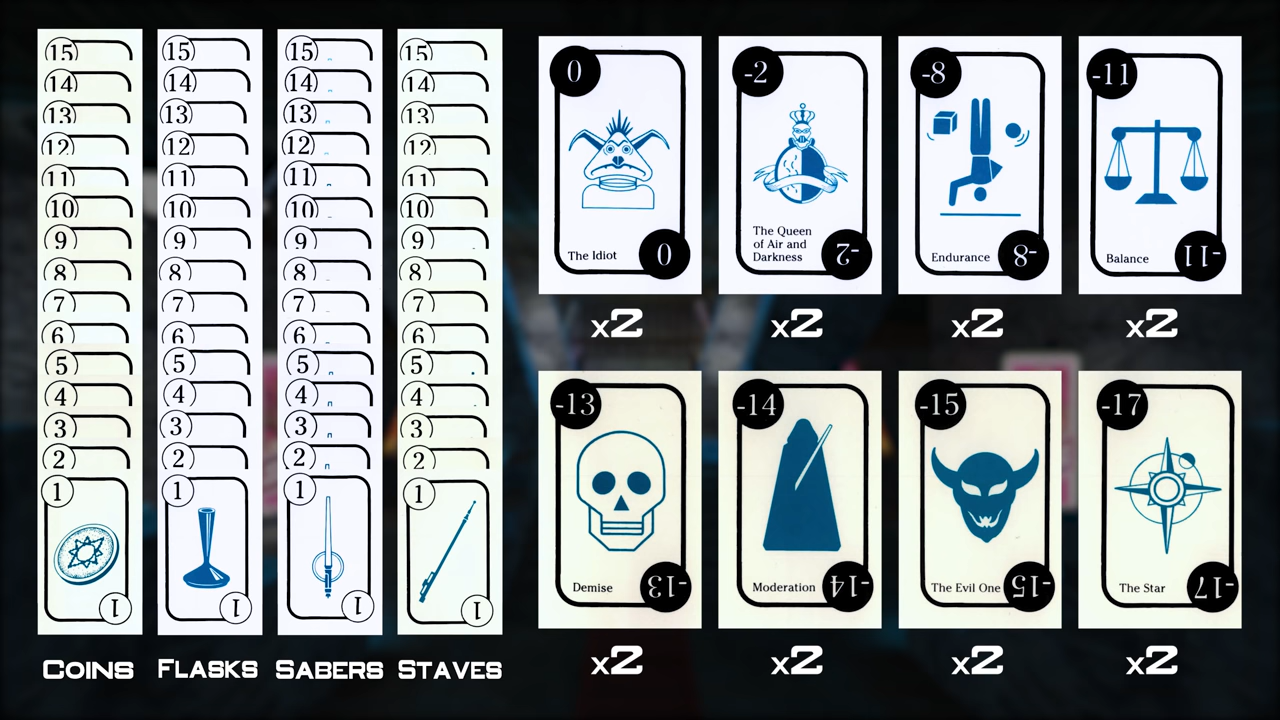 15 15 15 15
14 14 14 14
13 13 13 13
12 12 12 12
11 11 11 11
10 10 10 10
9 9 9 9
8 8 8 8
7 7 7 7
6 6 6 6
5 5 5 5
4 4 4 4
3 3 3 3
2 2 2 2
1 1 1 1
1 1 1 1
Coins Flasks Sabers Staves
0 -2 -8 -11
The Idiot
0
The Queen
of Air and
Darkness
-2
Endurance
-8
Balance
-11
x2 x2 x2 x2
-13 -14 -15 -17
Demise
-13
Moderation
-14
The Evil One
-15
The Star
-17
x2 x2 x2 x2